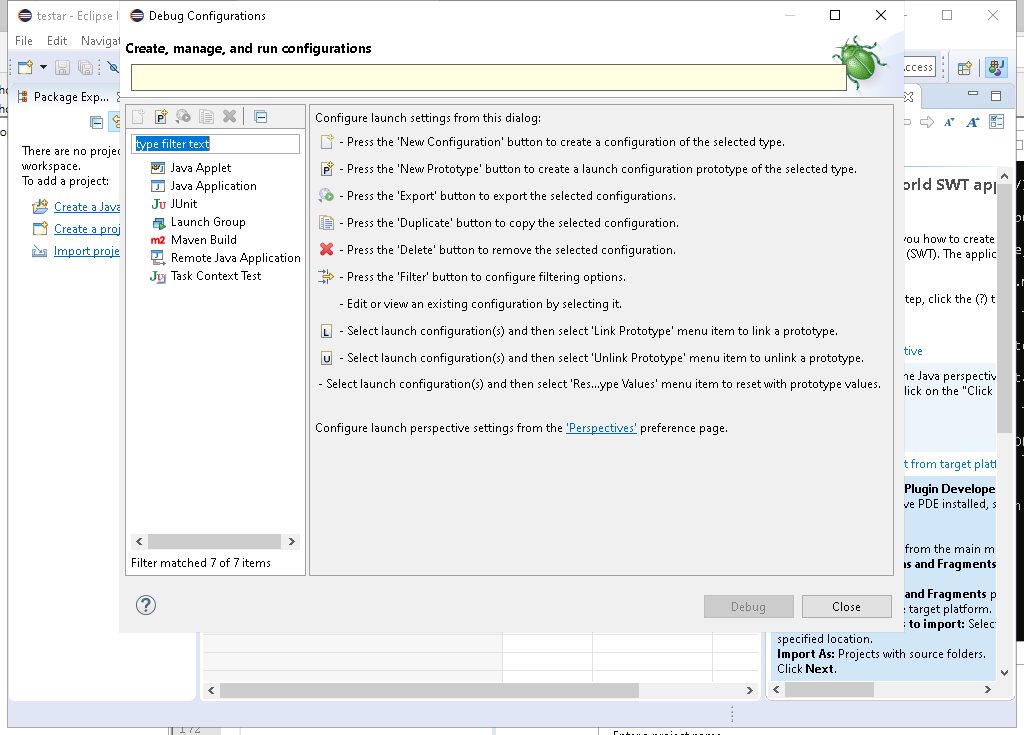 testar - Eclipse I
Debug Configurations
File Edit Navigat
Create, manage, and run configurations
ccess
Package Exp...
There are no projec
workspace.
To add a project:
Create a Java
Create a proj
Import proje
type filter text
Java Applet
Java Application
JUnit
Launch Group
Maven Build
Remote Java Application
Task Context Test
Filter matched 7 of 7 items
Configure launch settings from this dialog:
- Press the 'New Configuration' button to create a configuration of the selected type.
- Press the 'New Prototype' button to create a launch configuration prototype of the selected type.
- Press the 'Export' button to export the selected configurations.
- Press the 'Duplicate' button to copy the selected configuration.
- Press the 'Delete' button to remove the selected configuration.
- Press the 'Filter' button to configure filtering options.
- Edit or view an existing configuration by selecting it.
- Select launch configuration(s) and then select 'Link Prototype' menu item to link a prototype.
- Select launch configuration(s) and then select 'Unlink Prototype' menu item to unlink a prototype.
- Select launch configuration(s) and then select 'Res...ype Values' menu item to reset with prototype values.
Configure launch perspective settings from the 'Perspectives' preference page.
Debug
Close
orld SWT app
you how to create
(SWT). The applic
tep, click the (?) t
tive
he Java perspectiv
lick on the "Click
t from target platf
Plugin Develope
ve PDE installed, s
from the main m
ns and Fragments
and Fragments p
e target platform.
s to import: Select
specified location.
Import As: Projects with source folders.
Click Next.
172